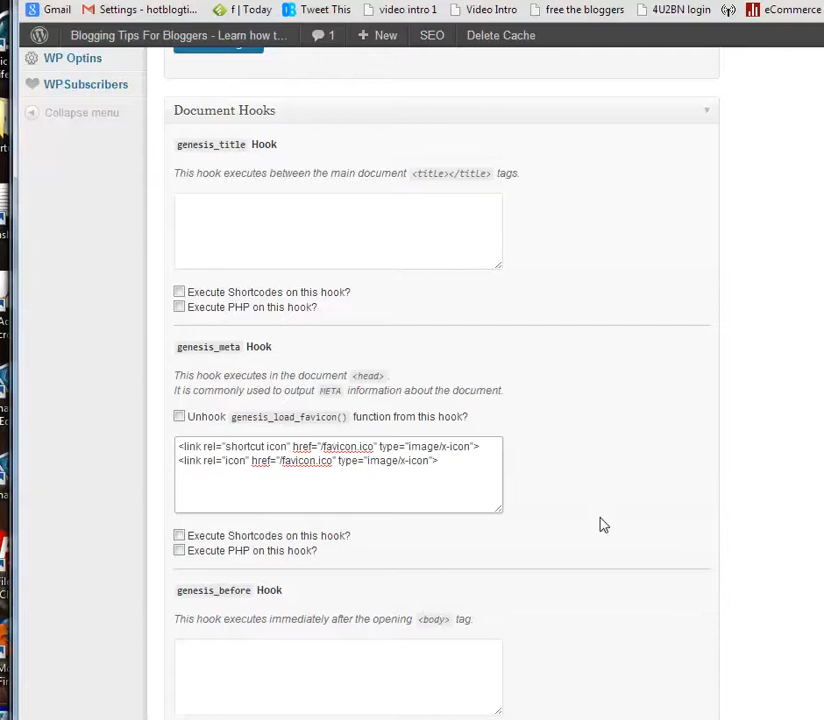 Gmail Settings - hotblogti... f | Today Tweet This video intro 1 Video Intro free the bloggers 4U2BN login eCommerce
Blogging Tips For Bloggers - Learn how t... 1 New SEO Delete Cache
WP Optins
WPSubscribers
Collapse menu
Document Hooks
genesis_title Hook
This hook executes between the main document <title></title> tags.
Execute Shortcodes on this hook?
Execute PHP on this hook?
genesis_meta Hook
This hook executes in the document <head> .
It is commonly used to output META information about the document.
Unhook genesis_load_favicon() function from this hook?
<link rel="shortcut icon" href="/favicon.ico" type="image/x-icon">
<link rel="icon" href="/favicon.ico" type="image/x-icon">
Execute Shortcodes on this hook?
Execute PHP on this hook?
genesis_before Hook
This hook executes immediately after the opening <body> tag.